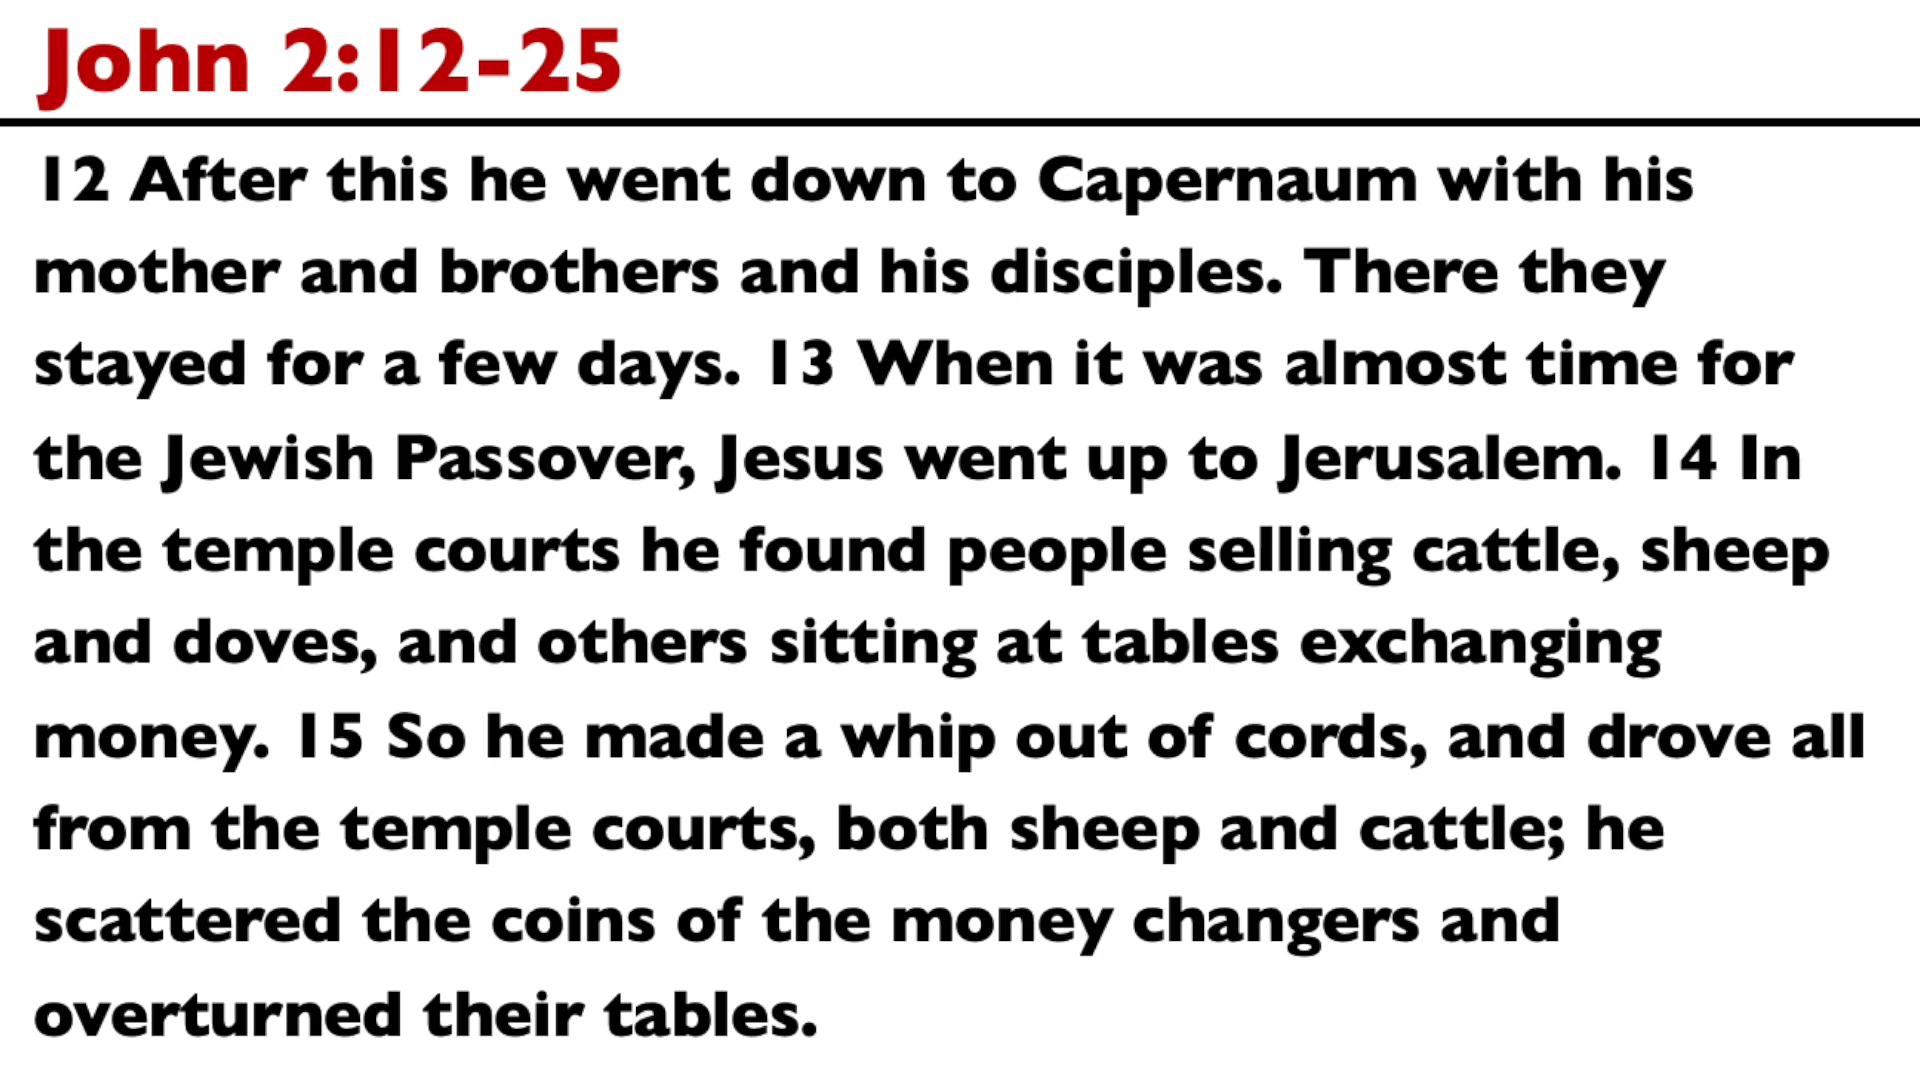 John 2:12-25
12 After this he went down to Capernaum with his
mother and brothers and his disciples. There they
stayed for a few days. 13 When it was almost time for
the Jewish Passover, Jesus went up to Jerusalem. 14 In
the temple courts he found people selling cattle, sheep
and doves, and others sitting at tables exchanging
money. 15 So he made a whip out of cords, and drove all
from the temple courts, both sheep and cattle; he
scattered the coins of the money changers and
overturned their tables.